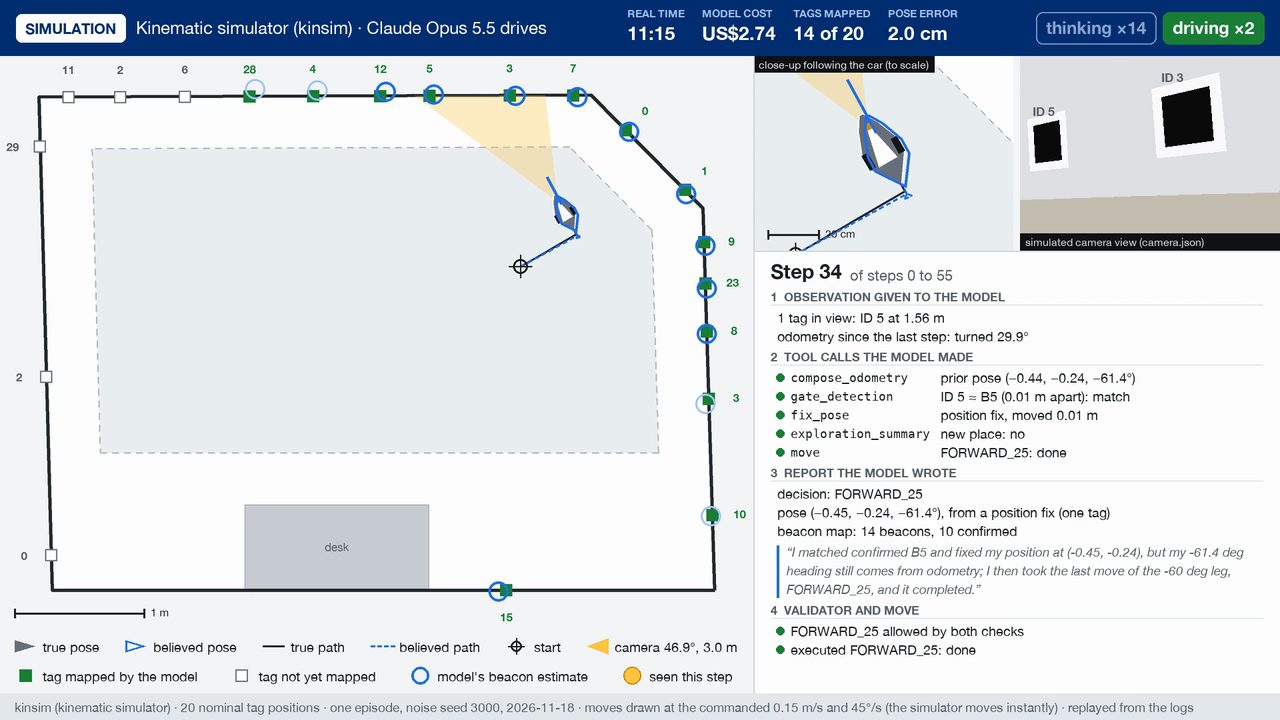 SIMULATION
Kinematic simulator (kinsim) · Claude Opus 5.5 drives
REAL TIME
11:15
MODEL COST
US$2.74
TAGS MAPPED
14 of 20
POSE ERROR
2.0 cm
thinking ×14
driving ×2
11
2
6
28
4
12
5
3
7
0
1
9
23
8
3
10
15
29
2
0
desk
1 m
true pose
believed pose
true path
believed path
start
camera 46.9°, 3.0 m
tag mapped by the model
tag not yet mapped
model's beacon estimate
seen this step
close-up following the car (to scale)
20 cm
ID 3
ID 5
simulated camera view (camera.json)
Step 34 of steps 0 to 55
1 OBSERVATION GIVEN TO THE MODEL
1 tag in view: ID 5 at 1.56 m
odometry since the last step: turned 29.9°
2 TOOL CALLS THE MODEL MADE
compose_odometry prior pose (−0.44, −0.24, −61.4°)
gate_detection ID 5 ≈ B5 (0.01 m apart): match
fix_pose position fix, moved 0.01 m
exploration_summary new place: no
move FORWARD_25: done
3 REPORT THE MODEL WROTE
decision: FORWARD_25
pose (−0.45, −0.24, −61.4°), from a position fix (one tag)
beacon map: 14 beacons, 10 confirmed
“I matched confirmed B5 and fixed my position at (-0.45, -0.24), but my -61.4 deg
heading still comes from odometry; I then took the last move of the -60 deg leg,
FORWARD_25, and it completed.”
4 VALIDATOR AND MOVE
FORWARD_25 allowed by both checks
executed FORWARD_25: done
kinsim (kinematic simulator) · 20 nominal tag positions · one episode, noise seed 3000, 2026-11-18 · moves drawn at the commanded 0.15 m/s and 45°/s (the simulator moves instantly) · replayed from the logs